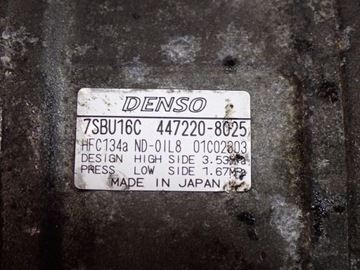 DENSO
7SBU16C 447220-8025
HFC134a ND-OIL8 01C02803
DESIGN HIGH SIDE 3.53MPa
PRESS LOW SIDE 1.67MPa
MADE IN JAPAN